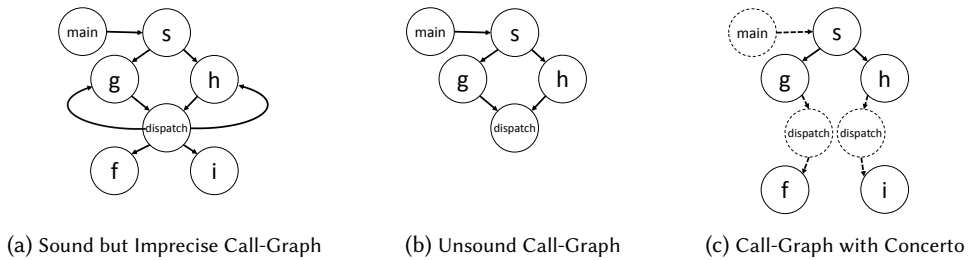 main
s
g
h
dispatch
f
i
(a) Sound but Imprecise Call-Graph
main
s
g
h
dispatch
(b) Unsound Call-Graph
main
s
g
h
dispatch
dispatch
f
i
(c) Call-Graph with Concerto